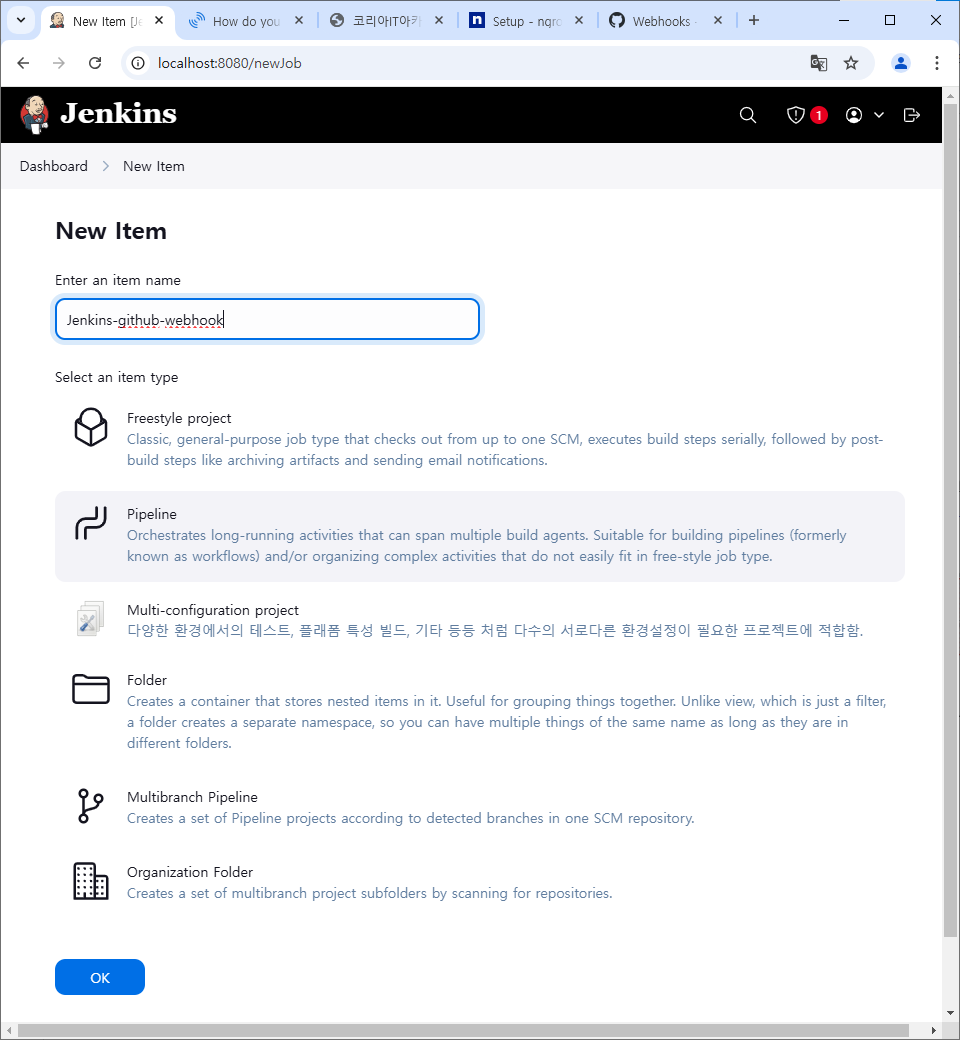 New Item [Je
How do you
코리아IT아카
Setup - ngro
Webhooks
localhost:8080/newJob
Jenkins
1
Dashboard
New Item
New Item
Enter an item name
Jenkins-github-webhook
Select an item type
Freestyle project
Classic, general-purpose job type that checks out from up to one SCM, executes build steps serially, followed by post-
build steps like archiving artifacts and sending email notifications.
Pipeline
Orchestrates long-running activities that can span multiple build agents. Suitable for building pipelines (formerly
known as workflows) and/or organizing complex activities that do not easily fit in free-style job type.
Multi-configuration project
다양한 환경에서의 테스트, 플래폼 특성 빌드, 기타 등등 처럼 다수의 서로다른 환경설정이 필요한 프로젝트에 적합함.
Folder
Creates a container that stores nested items in it. Useful for grouping things together. Unlike view, which is just a filter,
a folder creates a separate namespace, so you can have multiple things of the same name as long as they are in
different folders.
Multibranch Pipeline
Creates a set of Pipeline projects according to detected branches in one SCM repository.
Organization Folder
Creates a set of multibranch project subfolders by scanning for repositories.
OK